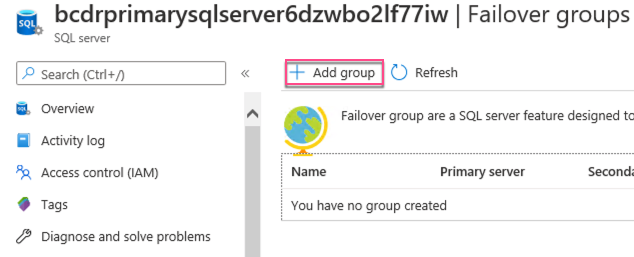 bcdrprimarysqlserver6dzwbo2lf77iw | Failover groups
SQL
SQL server
Search (Ctrl+/)
«
Add group
Refresh
Overview
Activity log
Access control (IAM)
Tags
Diagnose and solve problems
Failover group are a SQL server feature designed to
Name Primary server Seconda
You have no group created